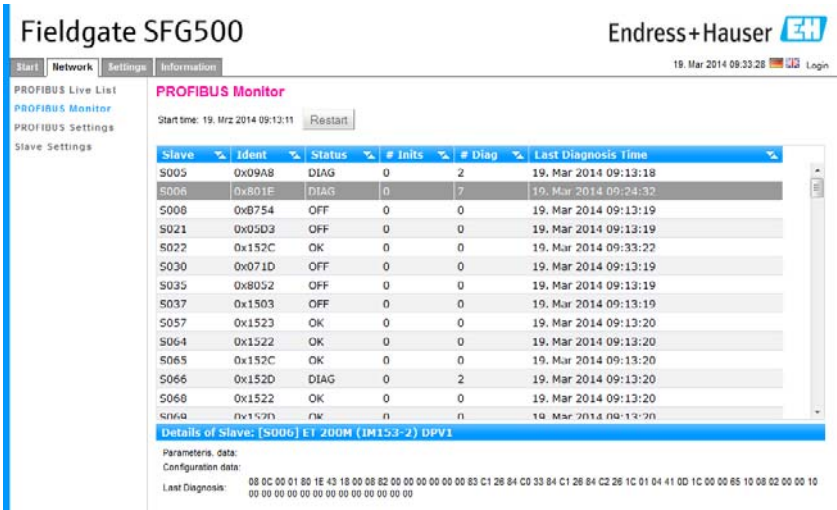 Fieldgate SFG500
Endress+Hauser EH
19. Mar 2014 09:33:28 Login
Start Network Settings Information
PROFIBUS Live List
PROFIBUS Monitor
PROFIBUS Settings
Slave Settings
PROFIBUS Monitor
Start time: 19. Mrz 2014 09:13:11 Restart
Slave Ident Status # Inits # Diag Last Diagnosis Time
S005 0x09A8 DIAG 0 2 19. Mar 2014 09:13:18
S006 0x801E DIAG 0 7 19. Mar 2014 09:24:32
S008 0xB754 OFF 0 0 19. Mar 2014 09:13:19
S021 0x05D3 OFF 0 0 19. Mar 2014 09:13:19
S022 0x152C OK 0 0 19. Mar 2014 09:33:22
S030 0x071D OFF 0 0 19. Mar 2014 09:13:19
S035 0x8052 OFF 0 0 19. Mar 2014 09:13:19
S037 0x1503 OFF 0 0 19. Mar 2014 09:13:19
S057 0x1523 OK 0 0 19. Mar 2014 09:13:20
S064 0x1522 OK 0 0 19. Mar 2014 09:13:20
S065 0x152C OK 0 0 19. Mar 2014 09:13:20
S066 0x152D DIAG 0 2 19. Mar 2014 09:13:20
S068 0x1522 OK 0 0 19. Mar 2014 09:13:20
S069 0x152D OK 0 0 19. Mar 2014 09:13:20
Details of Slave: [S006] ET 200M (IM153-2) DPV1
Parameteris. data:
Configuration data:
Last Diagnosis: 08 0C 00 01 80 1E 43 18 00 08 82 00 00 00 00 00 00 83 C1 26 84 C0 33 84 C1 26 84 C2 26 1C 01 04 41 0D 1C 00 00 65 10 08 02 00 00 10
00 00 00 00 00 00 00 00 00 00 00 00 00